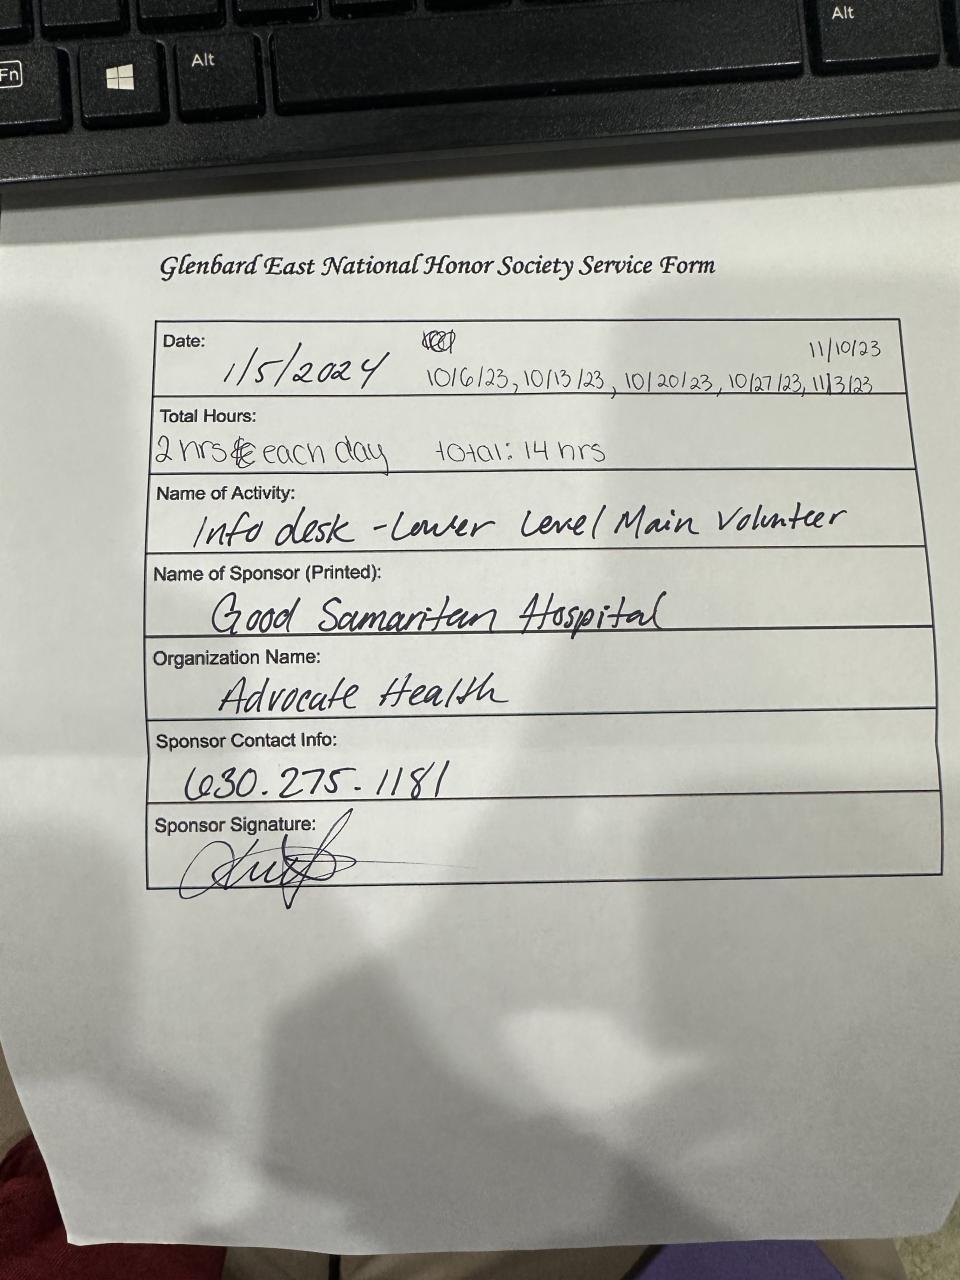 Alt
Fn
Alt
Glenbard East National Honor Society Service Form
Date:
11/10/23
1/5/2024 10/6/23, 10/13/23, 10/20/23, 10/27/23, 11/3/23
Total Hours:
2 hrs each day total: 14 hrs
Name of Activity:
Info desk - Lower Level Main Volunteer
Name of Sponsor (Printed):
Good Samaritan Hospital
Organization Name:
Advocate Health
Sponsor Contact Info:
630.275.1181
Sponsor Signature: